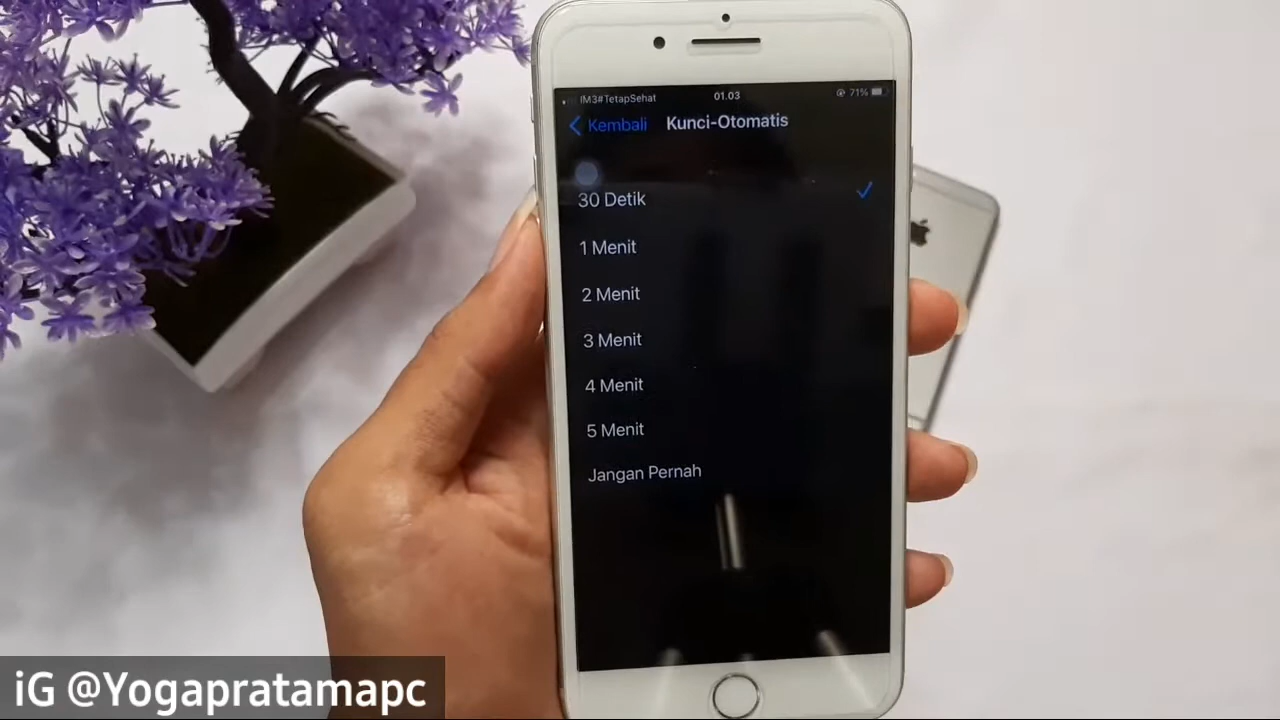 IM3#TetapSehat 01.03 71%
Kembali Kunci-Otomatis
30 Detik
1 Menit
2 Menit
3 Menit
4 Menit
5 Menit
Jangan Pernah
iG @Yogapratamapc